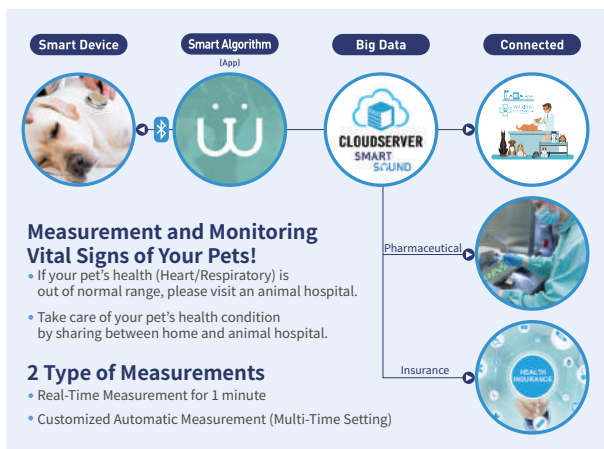 Smart Device
Smart Algorithm
(App)
Big Data
Connected
CLOUDSERVER
SMART
SOUND
Measurement and Monitoring
Vital Signs of Your Pets!
• If your pet's health (Heart/Respiratory) is
out of normal range, please visit an animal hospital.
• Take care of your pet's health condition
by sharing between home and animal hospital.
Pharmaceutical
2 Type of Measurements
• Real-Time Measurement for 1 minute
• Customized Automatic Measurement (Multi-Time Setting)
Insurance
HEALTH
INSURANCE